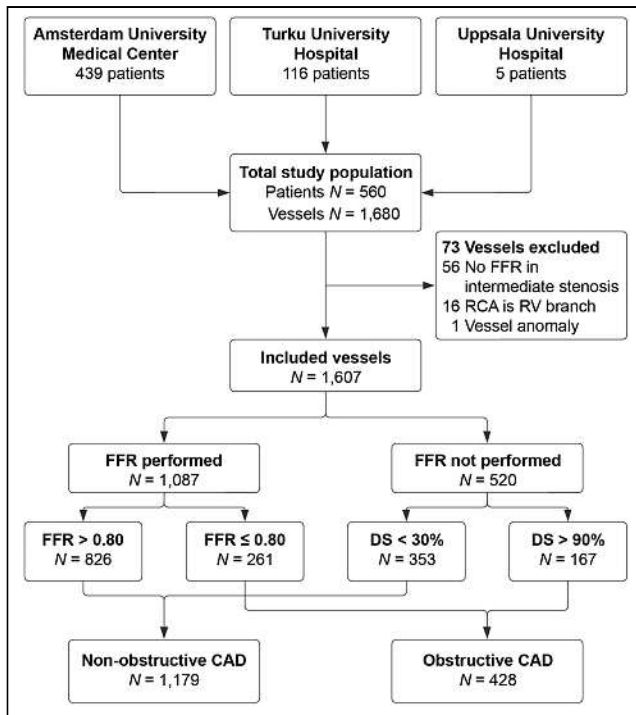 Amsterdam University
Medical Center
439 patients
Turku University
Hospital
116 patients
Uppsala University
Hospital
5 patients
Total study population
Patients N = 560
Vessels N = 1,680
73 Vessels excluded
56 No FFR in
intermediate stenosis
16 RCA is RV branch
1 Vessel anomaly
Included vessels
N = 1,607
FFR performed
N = 1,087
FFR not performed
N = 520
FFR > 0.80
N = 826
FFR ≤ 0.80
N = 261
DS < 30%
N = 353
DS > 90%
N = 167
Non-obstructive CAD
N = 1,179
Obstructive CAD
N = 428